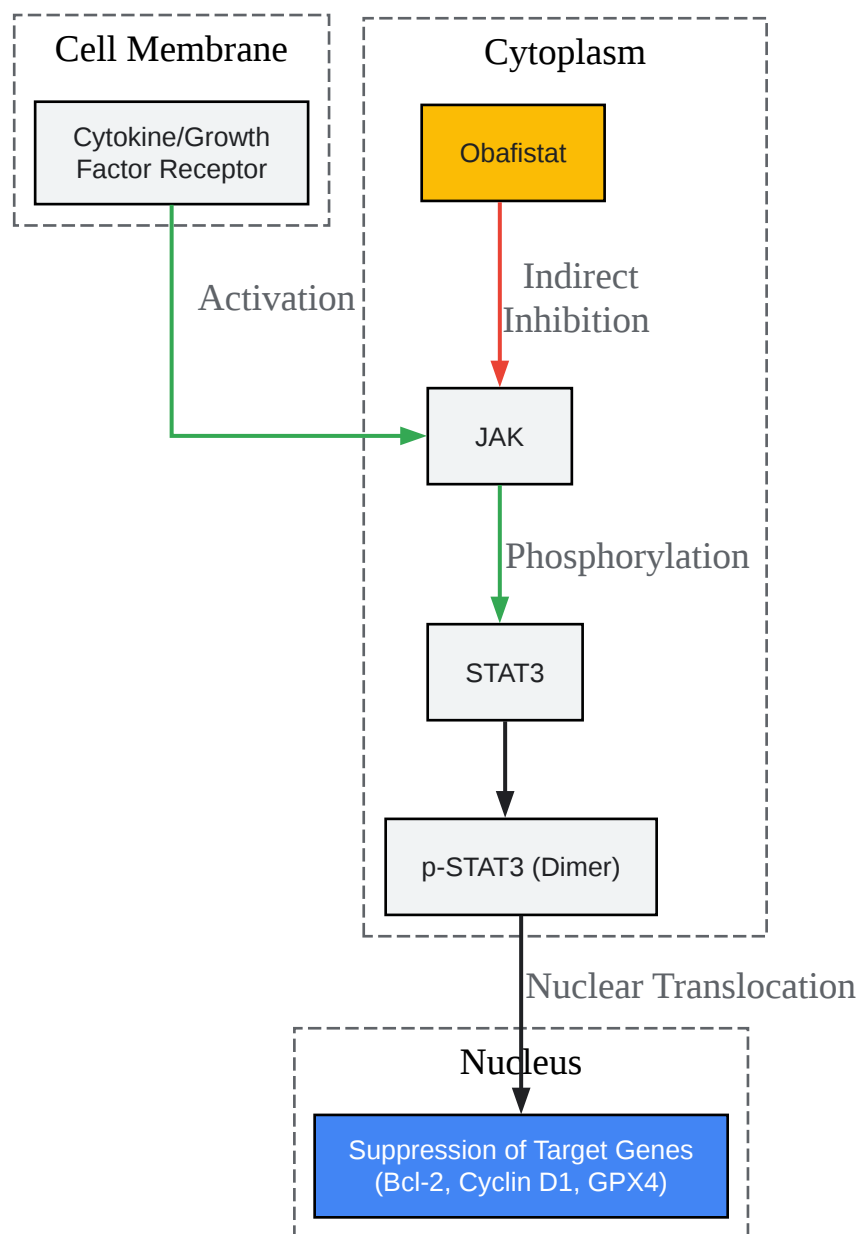 Cell Membrane
Cytoplasm
Cytokine/Growth
Factor Receptor
Obafistat
Activation
Indirect
Inhibition
JAK
Phosphorylation
STAT3
p-STAT3 (Dimer)
Nuclear Translocation
Nucleus
Suppression of Target Genes
(Bcl-2, Cyclin D1, GPX4)